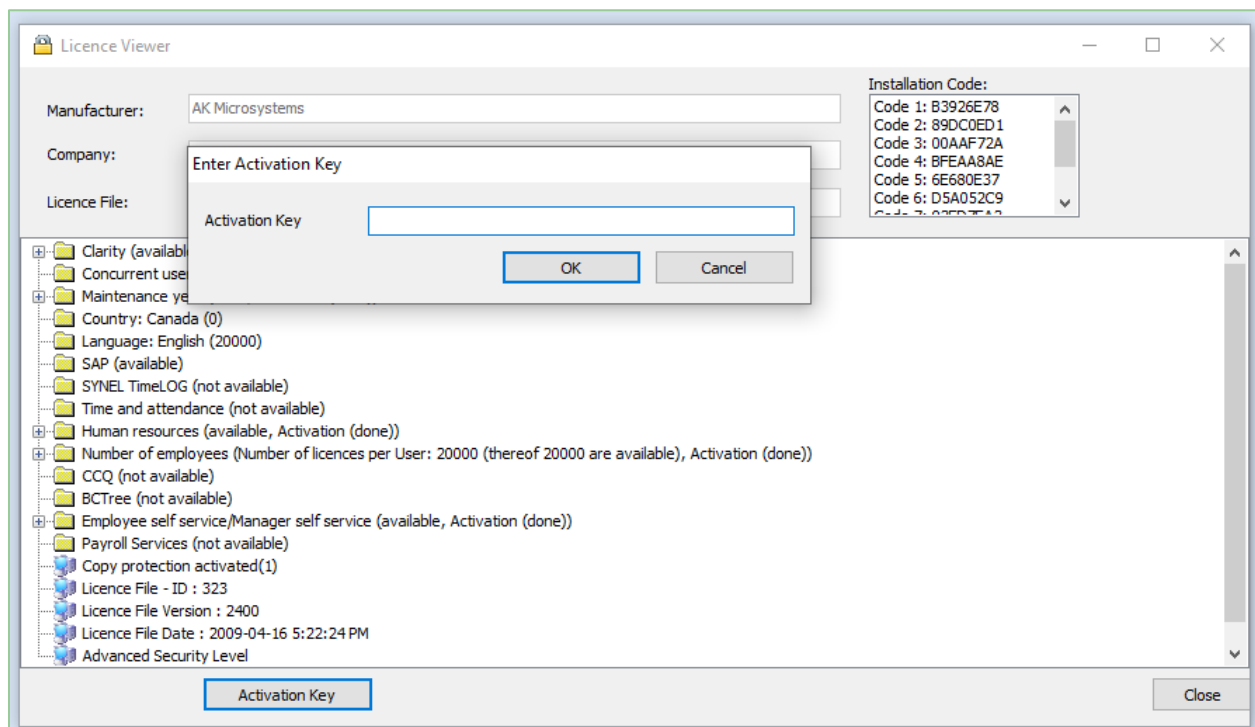 Licence Viewer
Manufacturer:
AK Microsystems
Company:
Licence File:
Installation Code:
Code 1: B3926E78
Code 2: 89DC0ED1
Code 3: 00AAF72A
Code 4: BFEAA8AE
Code 5: 6E680E37
Code 6: D5A052C9
Enter Activation Key
Activation Key
OK
Cancel
Clarity (availabl
Concurrent use
Maintenance ye
Country: Canada (0)
Language: English (20000)
SAP (available)
SYNEL TimeLOG (not available)
Time and attendance (not available)
Human resources (available, Activation (done))
Number of employees (Number of licences per User: 20000 (thereof 20000 are available), Activation (done))
CCQ (not available)
BCTree (not available)
Employee self service/Manager self service (available, Activation (done))
Payroll Services (not available)
Copy protection activated(1)
Licence File - ID : 323
Licence File Version : 2400
Licence File Date : 2009-04-16 5:22:24 PM
Advanced Security Level
Activation Key
Close